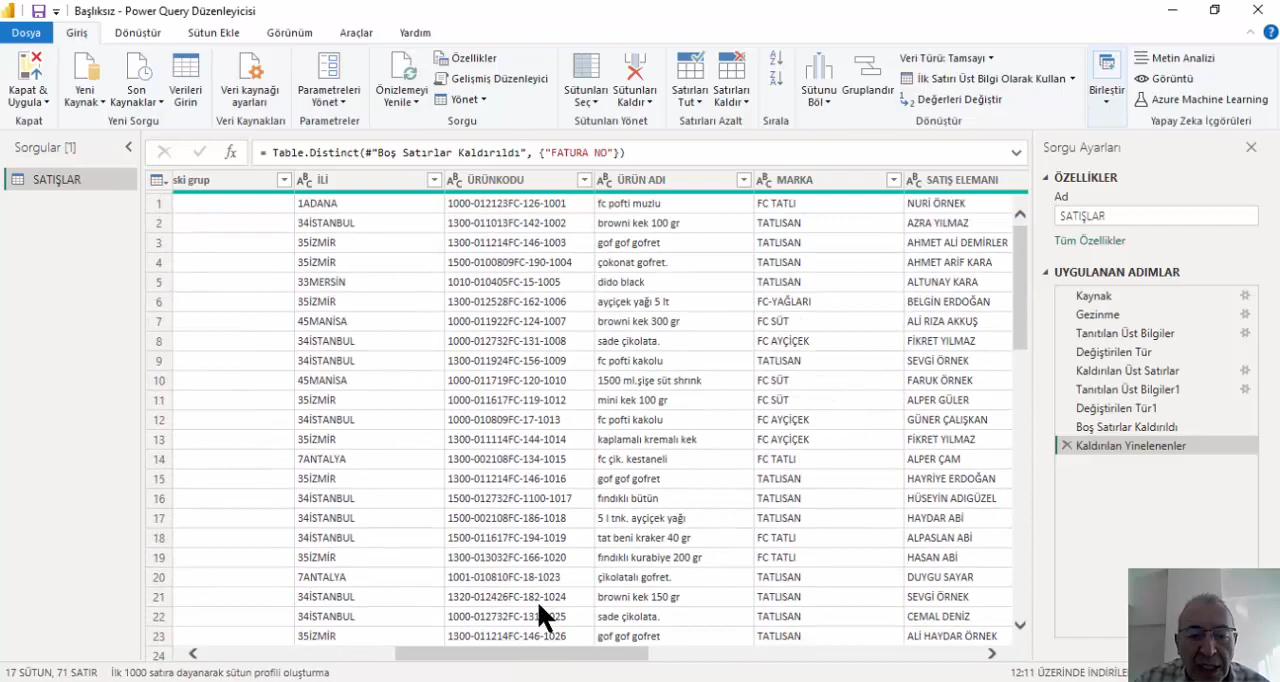 Başlıksız - Power Query Düzenleyicisi
Dosya Giriş Dönüştür Sütun Ekle Görünüm Araçlar Yardım
Kapat & Uygula
Yeni Kaynak
Son Kaynaklar
Verileri Girin
Veri kaynağı ayarları
Parametreleri Yönet
Önizlemeyi Yenile
Özellikler
Gelişmiş Düzenleyici
Yönet
Sütunları Seç
Sütunları Kaldır
Satırları Tut
Satırları Kaldır
Sütunu Böl
Gruplandır
Veri Türü: Tamsayı
İlk Satırı Üst Bilgi Olarak Kullan
Değerleri Değiştir
Birleştir
Metin Analizi
Görüntü
Azure Machine Learning
Kapat Yeni Sorgu Veri Kaynakları Parametreler Sorgu Sütunları Yönet Satırları Azalt Sırala Dönüştür Yapay Zeka İçgörüleri
Sorgular [1]
SATIŞLAR
= Table.Distinct(#"Boş Satırlar Kaldırıldı", {"FATURA NO"})
ski grup İLİ ÜRÜNKODU ÜRÜN ADI MARKA SATIŞ ELEMANI
1 1ADANA 1000-012123FC-126-1001 fc pofti muzlu FC TATLI NURİ ÖRNEK
2 34İSTANBUL 1300-011013FC-142-1002 browni kek 100 gr TATLISAN AZRA YILMAZ
3 35İZMİR 1300-011214FC-146-1003 gof gof gofret TATLISAN AHMET ALİ DEMİRLER
4 35İZMİR 1500-0100809FC-190-1004 çokonat gofret. TATLISAN AHMET ARİF KARA
5 33MERSİN 1010-010405FC-15-1005 dido black TATLISAN ALTUNAY KARA
6 35İZMİR 1300-012528FC-162-1006 ayçiçek yağı 5 lt FC-YAĞLARI BELGİN ERDOĞAN
7 45MANİSA 1000-011922FC-124-1007 browni kek 300 gr FC SÜT ALİ RIZA AKKUŞ
8 34İSTANBUL 1000-012732FC-131-1008 sade çikolata. FC AYÇİÇEK FİKRET YILMAZ
9 34İSTANBUL 1300-011924FC-156-1009 fc pofti kakolu TATLISAN SEVGİ ÖRNEK
10 45MANİSA 1000-011719FC-120-1010 1500 ml.şişe süt shrınk FC SÜT FARUK ÖRNEK
11 35İZMİR 1000-011617FC-119-1012 mini kek 100 gr FC SÜT ALPER GÜLER
12 34İSTANBUL 1000-010809FC-17-1013 fc pofti kakolu FC AYÇİÇEK GÜNER ÇALIŞKAN
13 35İZMİR 1300-011114FC-144-1014 kaplamalı kremalı kek FC AYÇİÇEK FİKRET YILMAZ
14 7ANTALYA 1300-002108FC-134-1015 fc çik. kestaneli FC TATLI ALPER ÇAM
15 35İZMİR 1300-011214FC-146-1016 gof gof gofret TATLISAN HAYRİYE ERDOĞAN
16 34İSTANBUL 1500-012732FC-1100-1017 fındıklı bütün TATLISAN HÜSEYİN ADIGÜZEL
17 34İSTANBUL 1500-002108FC-186-1018 5 l tnk. ayçiçek yağı TATLISAN HAYDAR ABİ
18 34İSTANBUL 1500-011617FC-194-1019 tat beni kraker 40 gr FC TATLI ALPASLAN ABİ
19 35İZMİR 1300-013032FC-166-1020 fındıklı kurabiye 200 gr FC TATLI HASAN ABİ
20 7ANTALYA 1001-010810FC-18-1023 çikolatalı gofret. TATLISAN DUYGU SAYAR
21 34İSTANBUL 1320-012426FC-182-1024 browni kek 150 gr TATLISAN SEVGİ ÖRNEK
22 34İSTANBUL sade çikolata. TATLISAN CEMAL DENİZ
23 35İZMİR 1300-011214FC-146-1026 gof gof gofret TATLISAN ALİ HAYDAR ÖRNEK
24
Sorgu Ayarları
ÖZELLİKLER
Ad
SATIŞLAR
Tüm Özellikler
UYGULANAN ADIMLAR
Kaynak
Gezinme
Tanıtılan Üst Bilgiler
Değiştirilen Tür
Kaldırılan Üst Satırlar
Tanıtılan Üst Bilgiler1
Değiştirilen Tür1
Boş Satırlar Kaldırıldı
Kaldırılan Yinelenenler
17 SÜTUN, 71 SATIR İlk 1000 satıra dayanarak sütun profili oluşturma 12:11 ÜZERİNDE